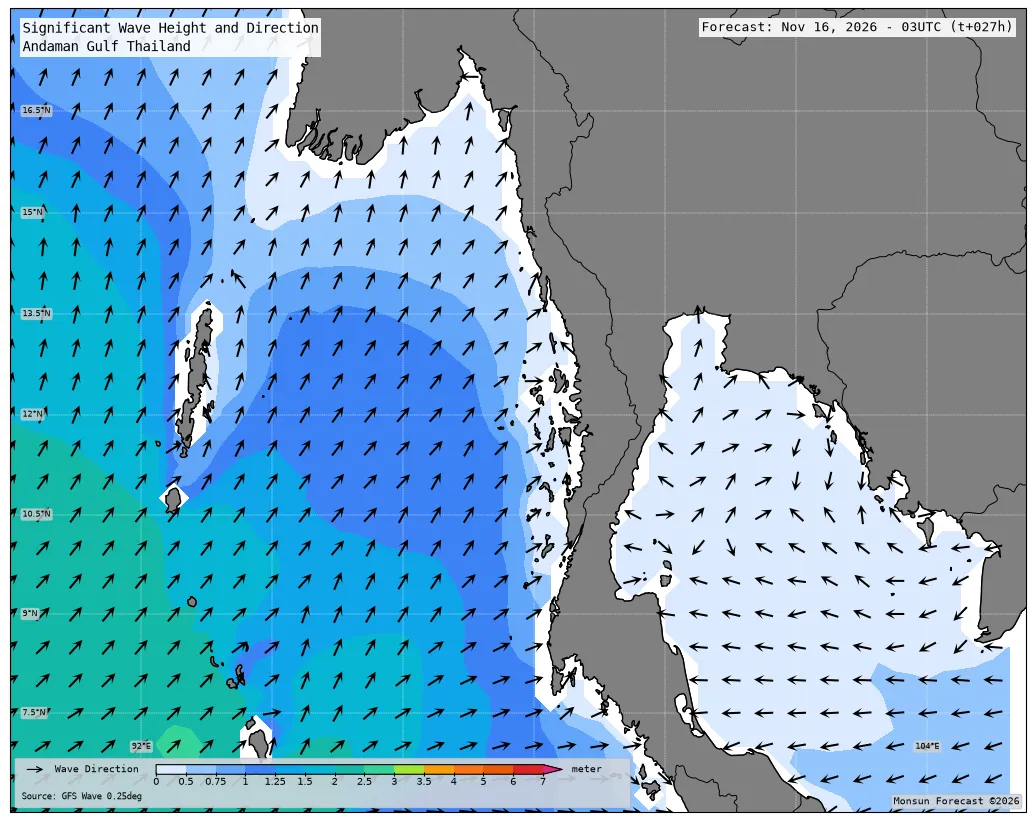 Significant Wave Height and Direction
Andaman Gulf Thailand
Forecast: Nov 16, 2026 - 03UTC (t+027h)
16.5°N
15°N
13.5°N
12°N
10.5°N
9°N
7.5°N
92°E
104°E
Wave Direction
0 0.5 0.75 1 1.25 1.5 2 2.5 3 3.5 4 5 6 7
meter
Source: GFS Wave 0.25deg
Monsun Forecast ©2026